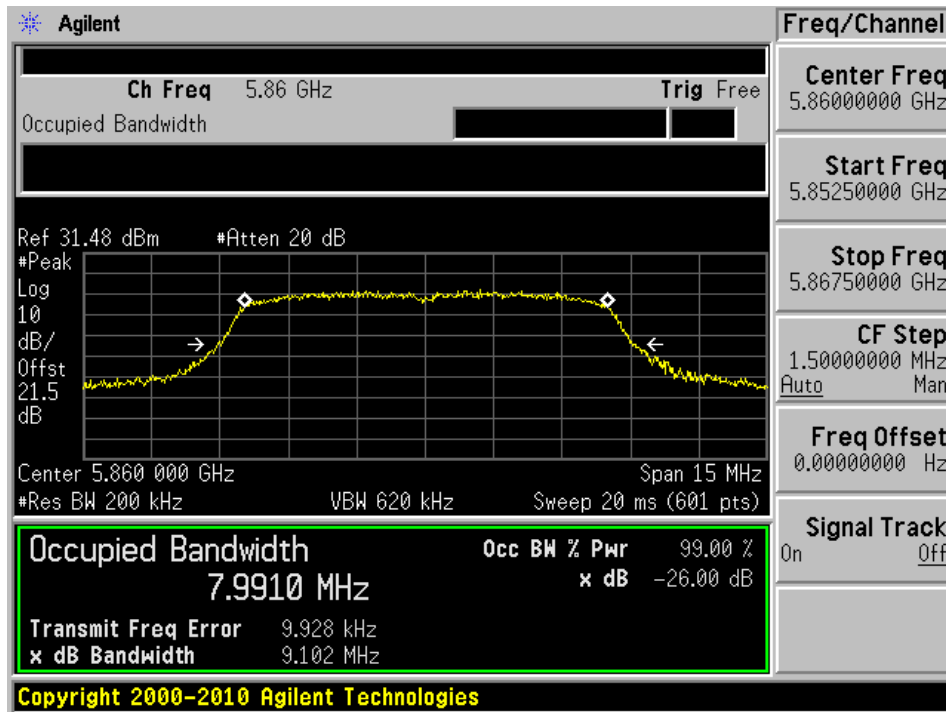 Agilent
Freq/Channel
Ch Freq 5.86 GHz Trig Free
Occupied Bandwidth
Center Freq
5.86000000 GHz
Start Freq
5.85250000 GHz
Stop Freq
5.86750000 GHz
CF Step
1.50000000 MHz
Auto Man
Freq Offset
0.00000000 Hz
Signal Track
On Off
Ref 31.48 dBm #Atten 20 dB
#Peak
Log
10
dB/
Offst
21.5
dB
Center 5.860 000 GHz Span 15 MHz
#Res BW 200 kHz VBW 620 kHz Sweep 20 ms (601 pts)
Occupied Bandwidth Occ BW % Pwr 99.00 %
7.9910 MHz x dB -26.00 dB
Transmit Freq Error 9.928 kHz
x dB Bandwidth 9.102 MHz
Copyright 2000-2010 Agilent Technologies